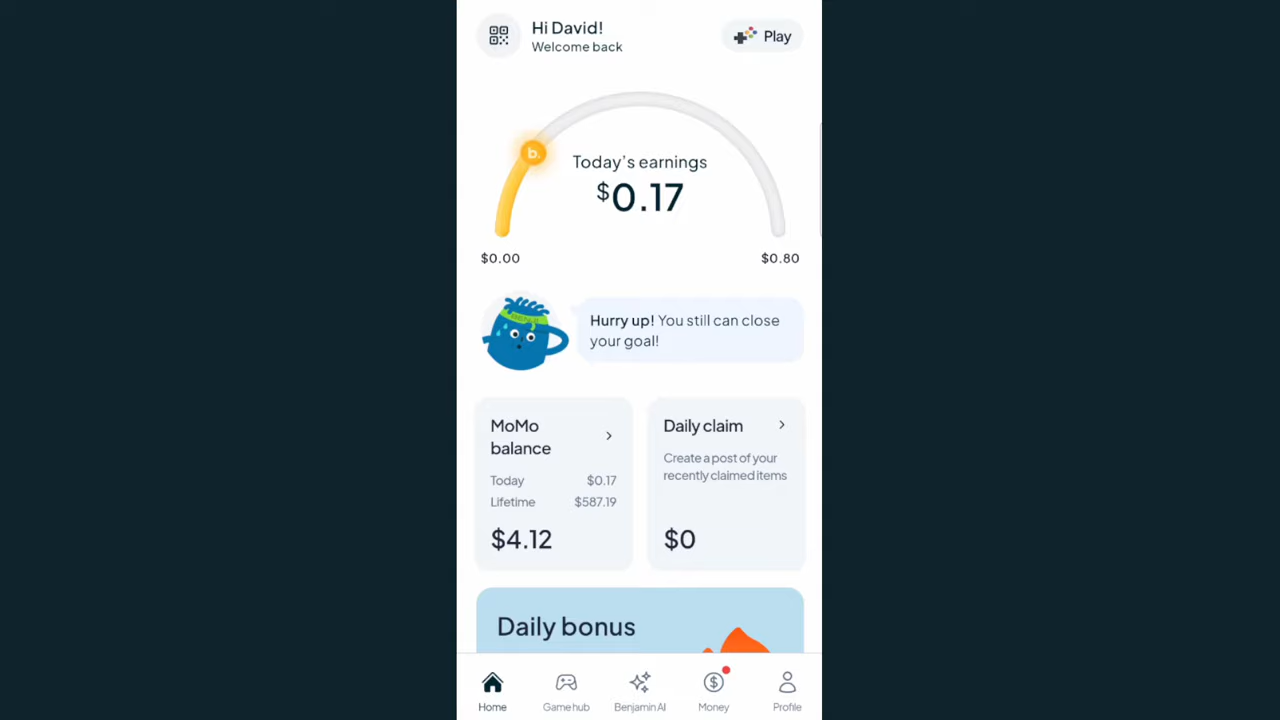 Hi David!
Welcome back
Play
b.
Today's earnings
$0.17
$0.00
$0.80
Hurry up! You still can close
your goal!
MoMo
balance
Today $0.17
Lifetime $587.19
$4.12
Daily claim
Create a post of your
recently claimed items
$0
Daily bonus
Home
Game hub
Benjamin AI
Money
Profile